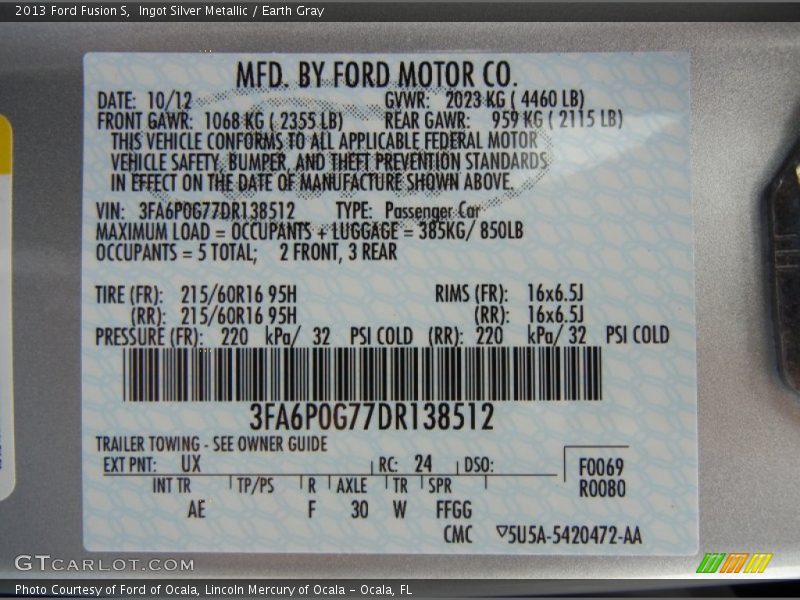 2013 Ford Fusion S, Ingot Silver Metallic / Earth Gray
MFD. BY FORD MOTOR CO.
DATE: 10/12 GVWR: 2023 KG ( 4460 LB)
FRONT GAWR: 1068 KG ( 2355 LB) REAR GAWR: 959 KG ( 2115 LB)
THIS VEHICLE CONFORMS TO ALL APPLICABLE FEDERAL MOTOR
VEHICLE SAFETY, BUMPER, AND THEFT PREVENTION STANDARDS
IN EFFECT ON THE DATE OF MANUFACTURE SHOWN ABOVE.
VIN: 3FA6P0G77DR138512 TYPE: Passenger Car
MAXIMUM LOAD = OCCUPANTS + LUGGAGE = 385KG/ 850LB
OCCUPANTS = 5 TOTAL; 2 FRONT, 3 REAR
TIRE (FR): 215/60R16 95H RIMS (FR): 16x6.5J
(RR): 215/60R16 95H (RR): 16x6.5J
PRESSURE (FR): 220 kPa/ 32 PSI COLD (RR): 220 kPa/ 32 PSI COLD
3FA6P0G77DR138512
TRAILER TOWING - SEE OWNER GUIDE
EXT PNT: UX RC: 24 DSO: F0069
INT TR TP/PS R AXLE TR SPR R0080
AE F 30 W FFGG
CMC ▽5U5A-5420472-AA
GTCARLOT.COM
Photo Courtesy of Ford of Ocala, Lincoln Mercury of Ocala – Ocala, FL